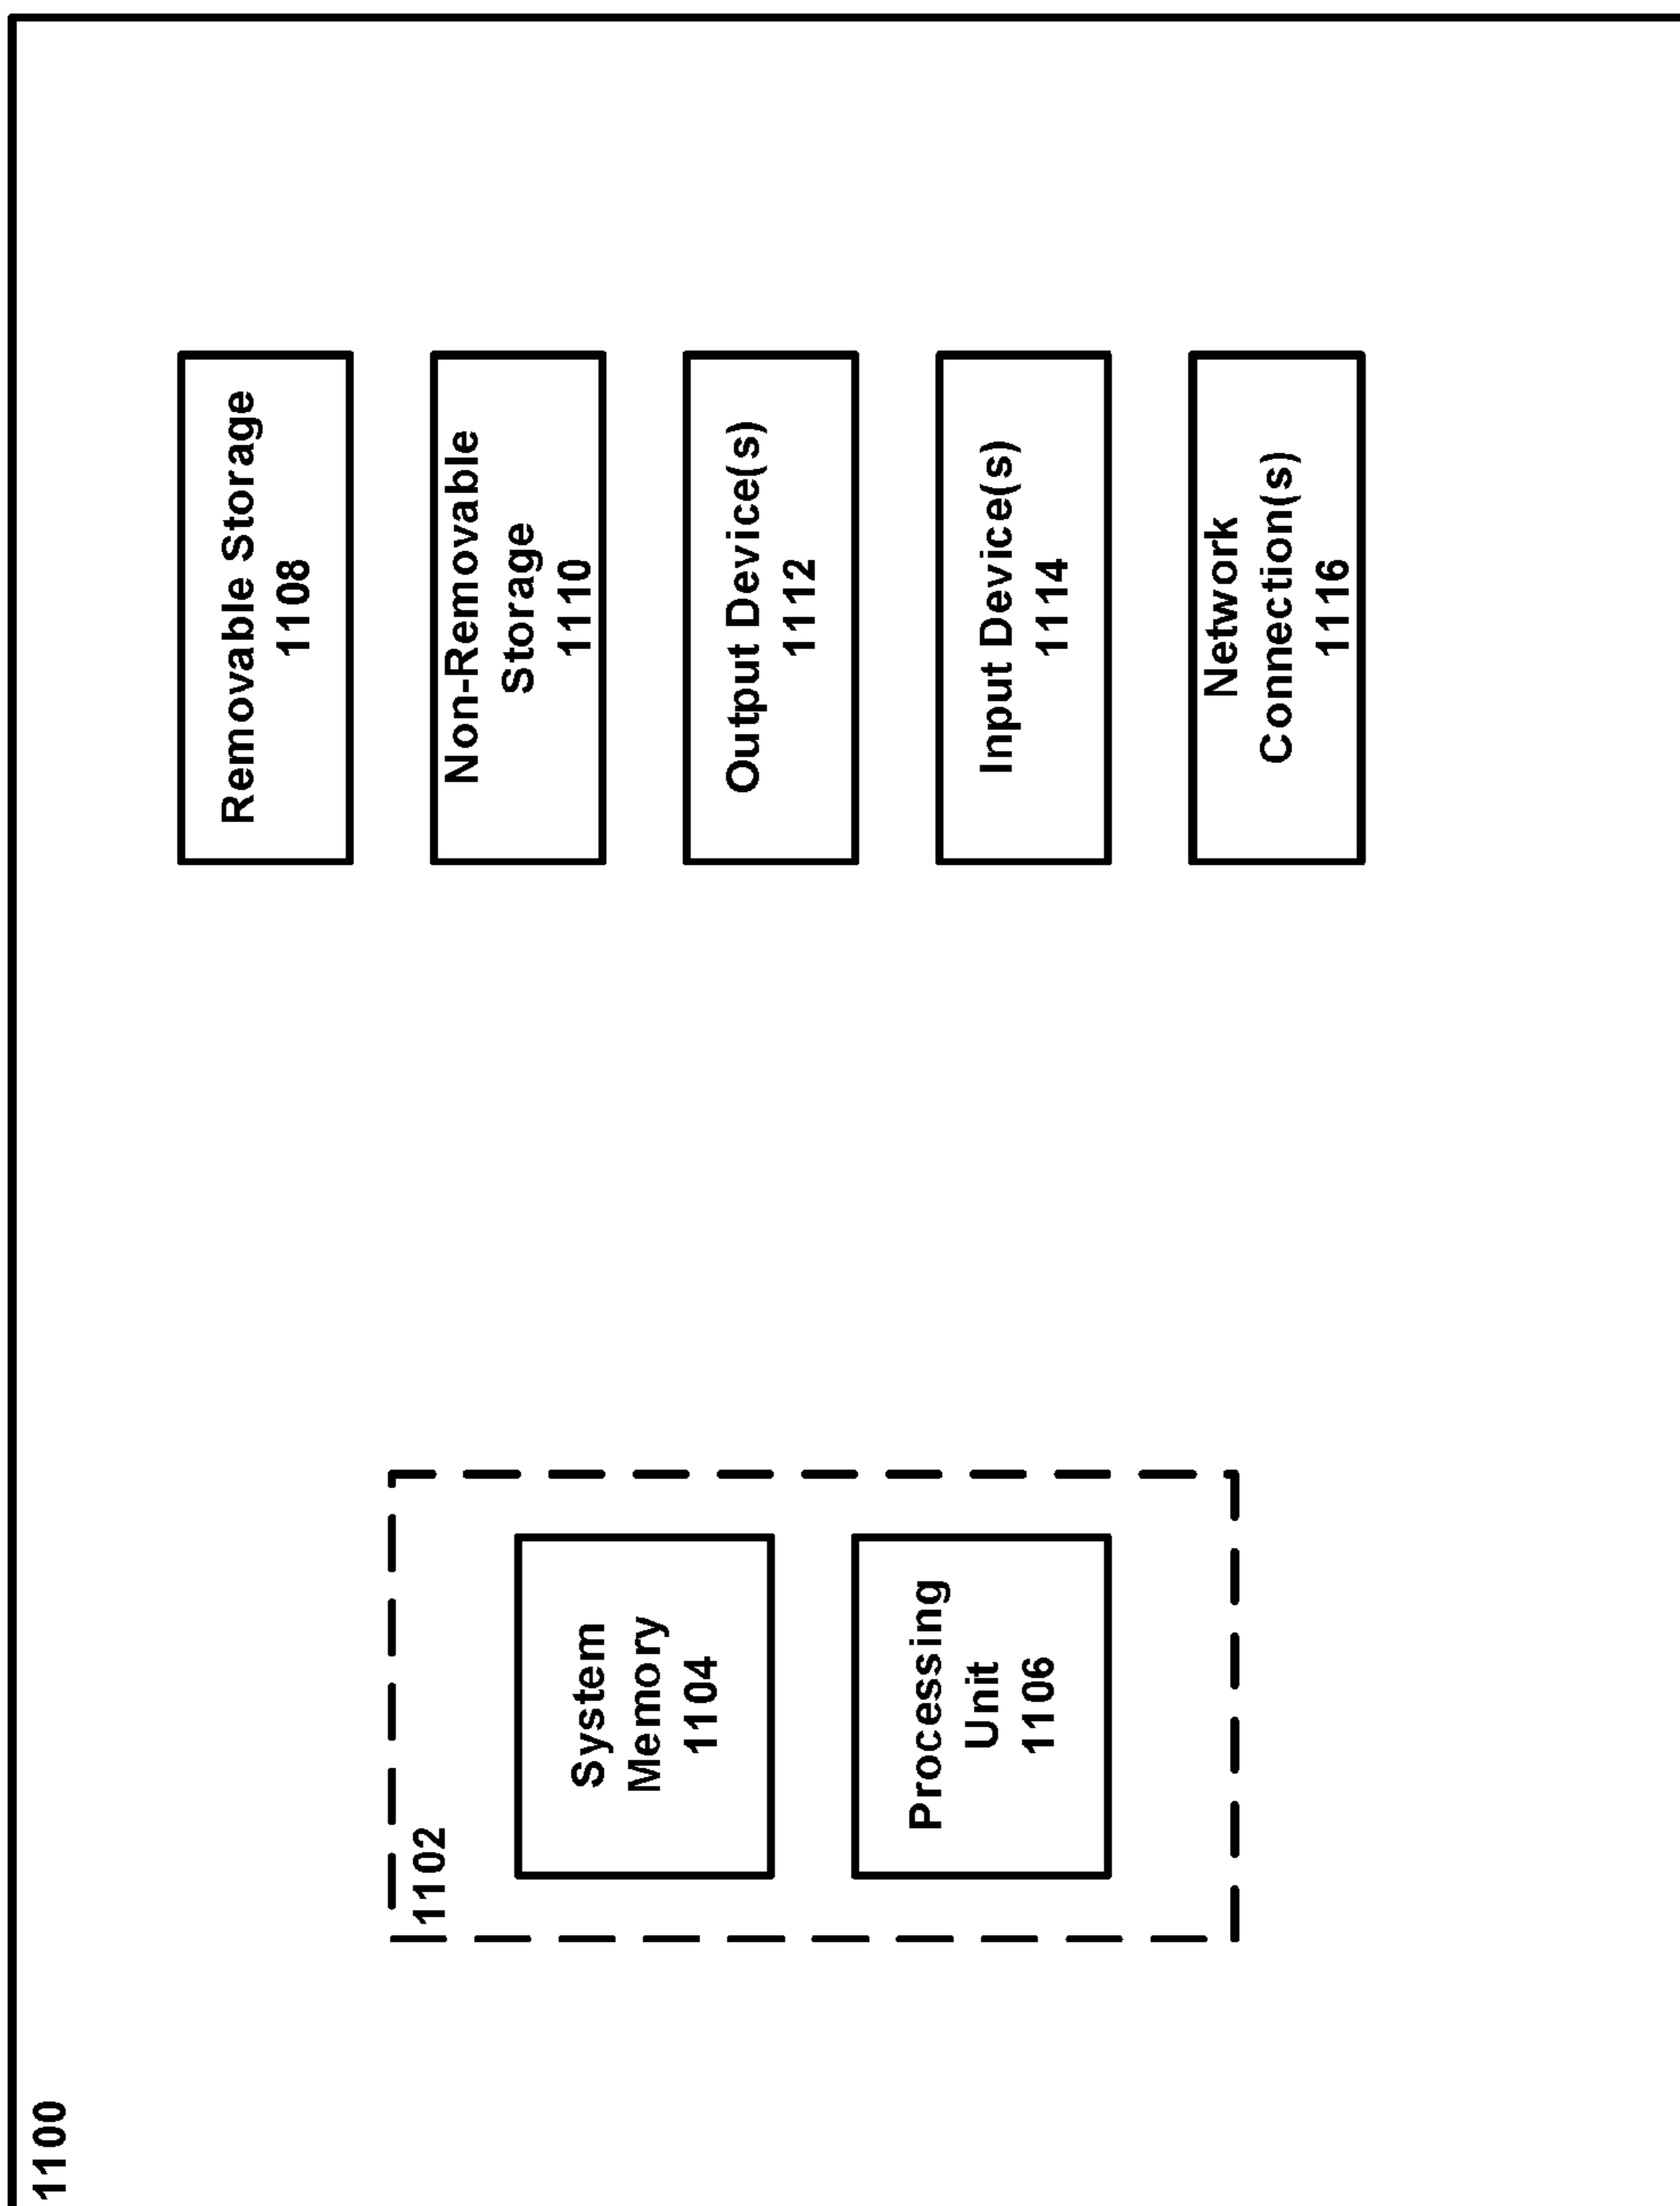 1100
1102
System
Memory
1104
Processing
Unit
1106
Removable Storage
1108
Non-Removable
Storage
1110
Output Device(s)
1112
Input Device(s)
1114
Network
Connection(s)
1116